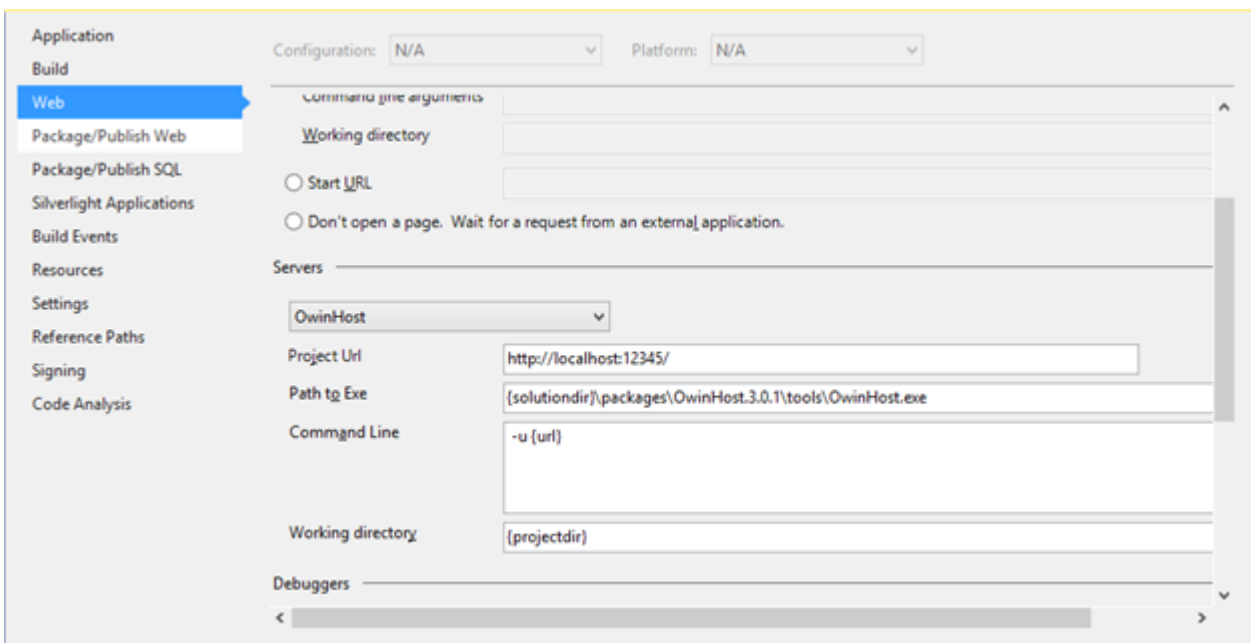 Application
Build
Web
Package/Publish Web
Package/Publish SQL
Silverlight Applications
Build Events
Resources
Settings
Reference Paths
Signing
Code Analysis
Configuration: N/A Platform: N/A
Command line arguments
Working directory
Start URL
Don't open a page. Wait for a request from an external application.
Servers
OwinHost
Project Url http://localhost:12345/
Path to Exe {solutiondir}\packages\OwinHost.3.0.1\tools\OwinHost.exe
Command Line -u {url}
Working directory {projectdir}
Debuggers